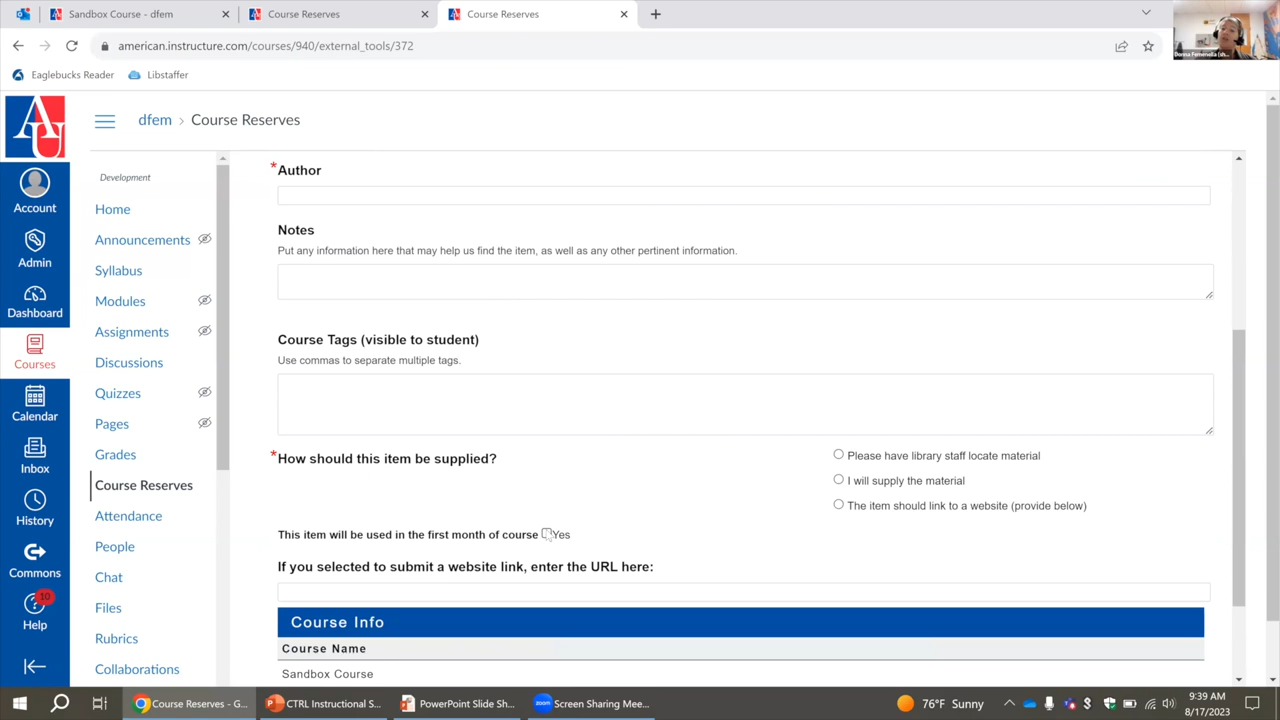 Sandbox Course - dfem
Course Reserves
Course Reserves
american.instructure.com/courses/940/external_tools/372
Eaglebucks Reader
Libstaffer
AU
dfem > Course Reserves
Account
Admin
Dashboard
Courses
Calendar
Inbox
History
Commons
10
Help
Development
Home
Announcements
Syllabus
Modules
Assignments
Discussions
Quizzes
Pages
Grades
Course Reserves
Attendance
People
Chat
Files
Rubrics
Collaborations
*Author
Notes
Put any information here that may help us find the item, as well as any other pertinent information.
Course Tags (visible to student)
Use commas to separate multiple tags.
*How should this item be supplied?
Please have library staff locate material
I will supply the material
The item should link to a website (provide below)
This item will be used in the first month of course Yes
If you selected to submit a website link, enter the URL here:
Course Info
Course Name
Sandbox Course
Course Reserves - G...
CTRL Instructional S...
PowerPoint Slide Sh...
Screen Sharing Mee...
76°F Sunny
9:39 AM
8/17/2023